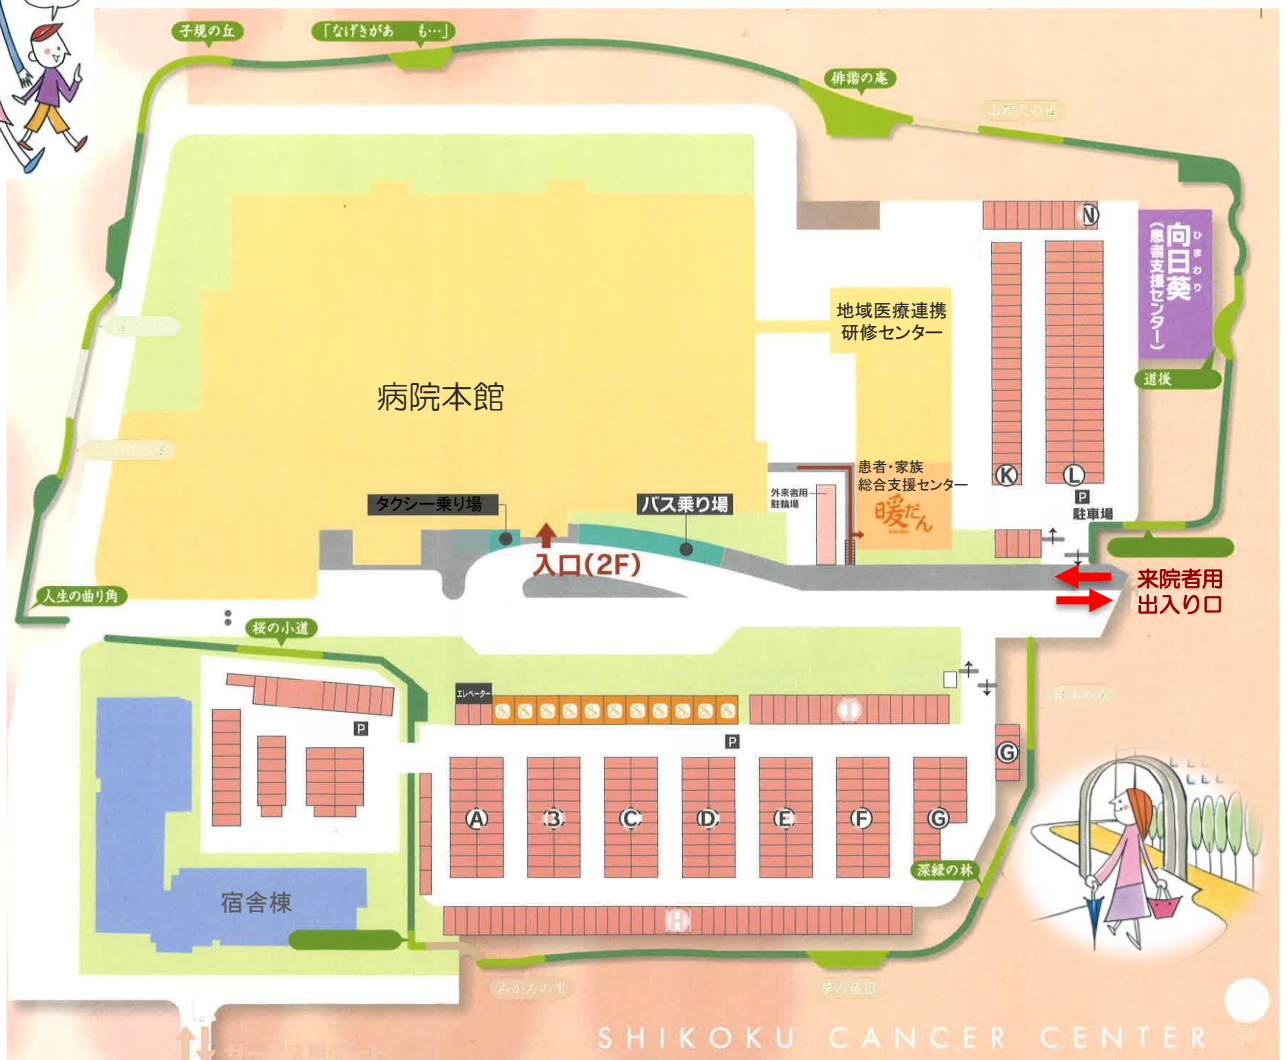 子規の丘
「なげきがあ　も…」
俳諧の庵
N
ひまわり
向日葵
（患者支援センター）
地域医療連携
研修センター
病院本館
道後
K
L
P
駐車場
患者・家族
総合支援センター
暖だん
外来者用
駐輪場
タクシー乗り場
バス乗り場
入口(2F)
来院者用
出入り口
人生の曲り角
桜の小道
エレベーター
I
P
P
G
A
B
C
D
E
F
G
深緑の林
宿舎棟
H
みかんの里
SHIKOKU CANCER CENTER